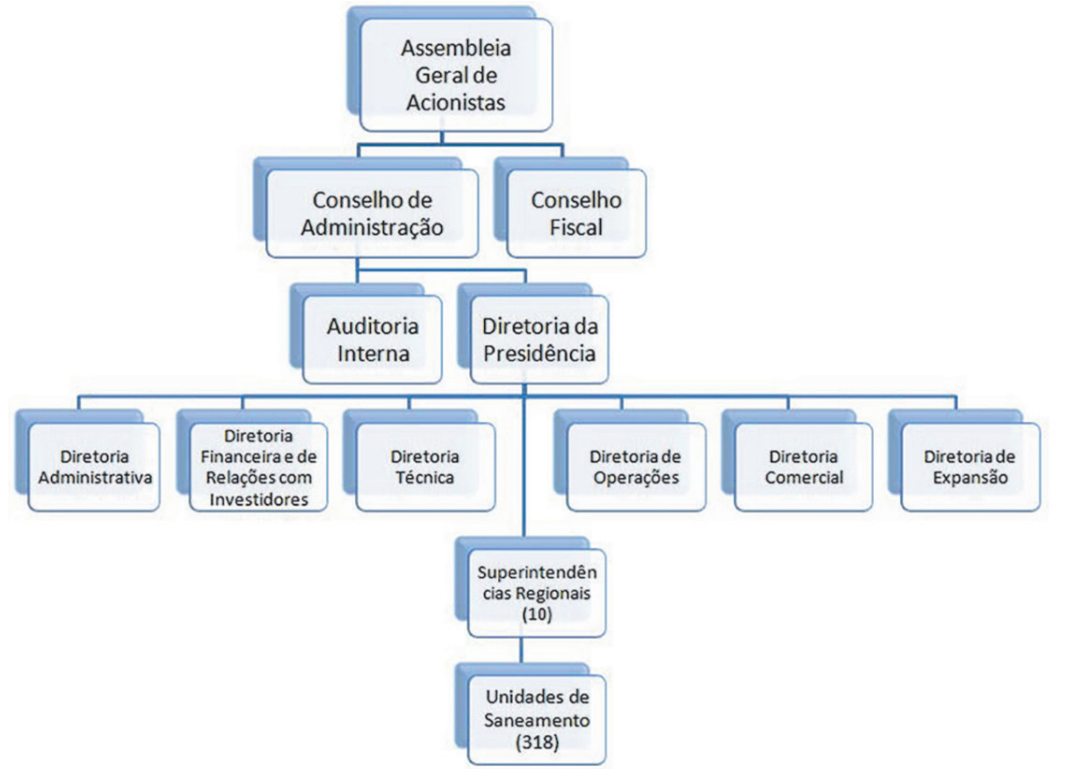 Assembleia
Geral de
Acionistas
Conselho de
Administração
Conselho
Fiscal
Auditoria
Interna
Diretoria da
Presidência
Diretoria
Administrativa
Diretoria
Financeira e de
Relações com
Investidores
Diretoria
Técnica
Diretoria de
Operações
Diretoria
Comercial
Diretoria de
Expansão
Superintendên
cias Regionais
(10)
Unidades de
Saneamento
(318)